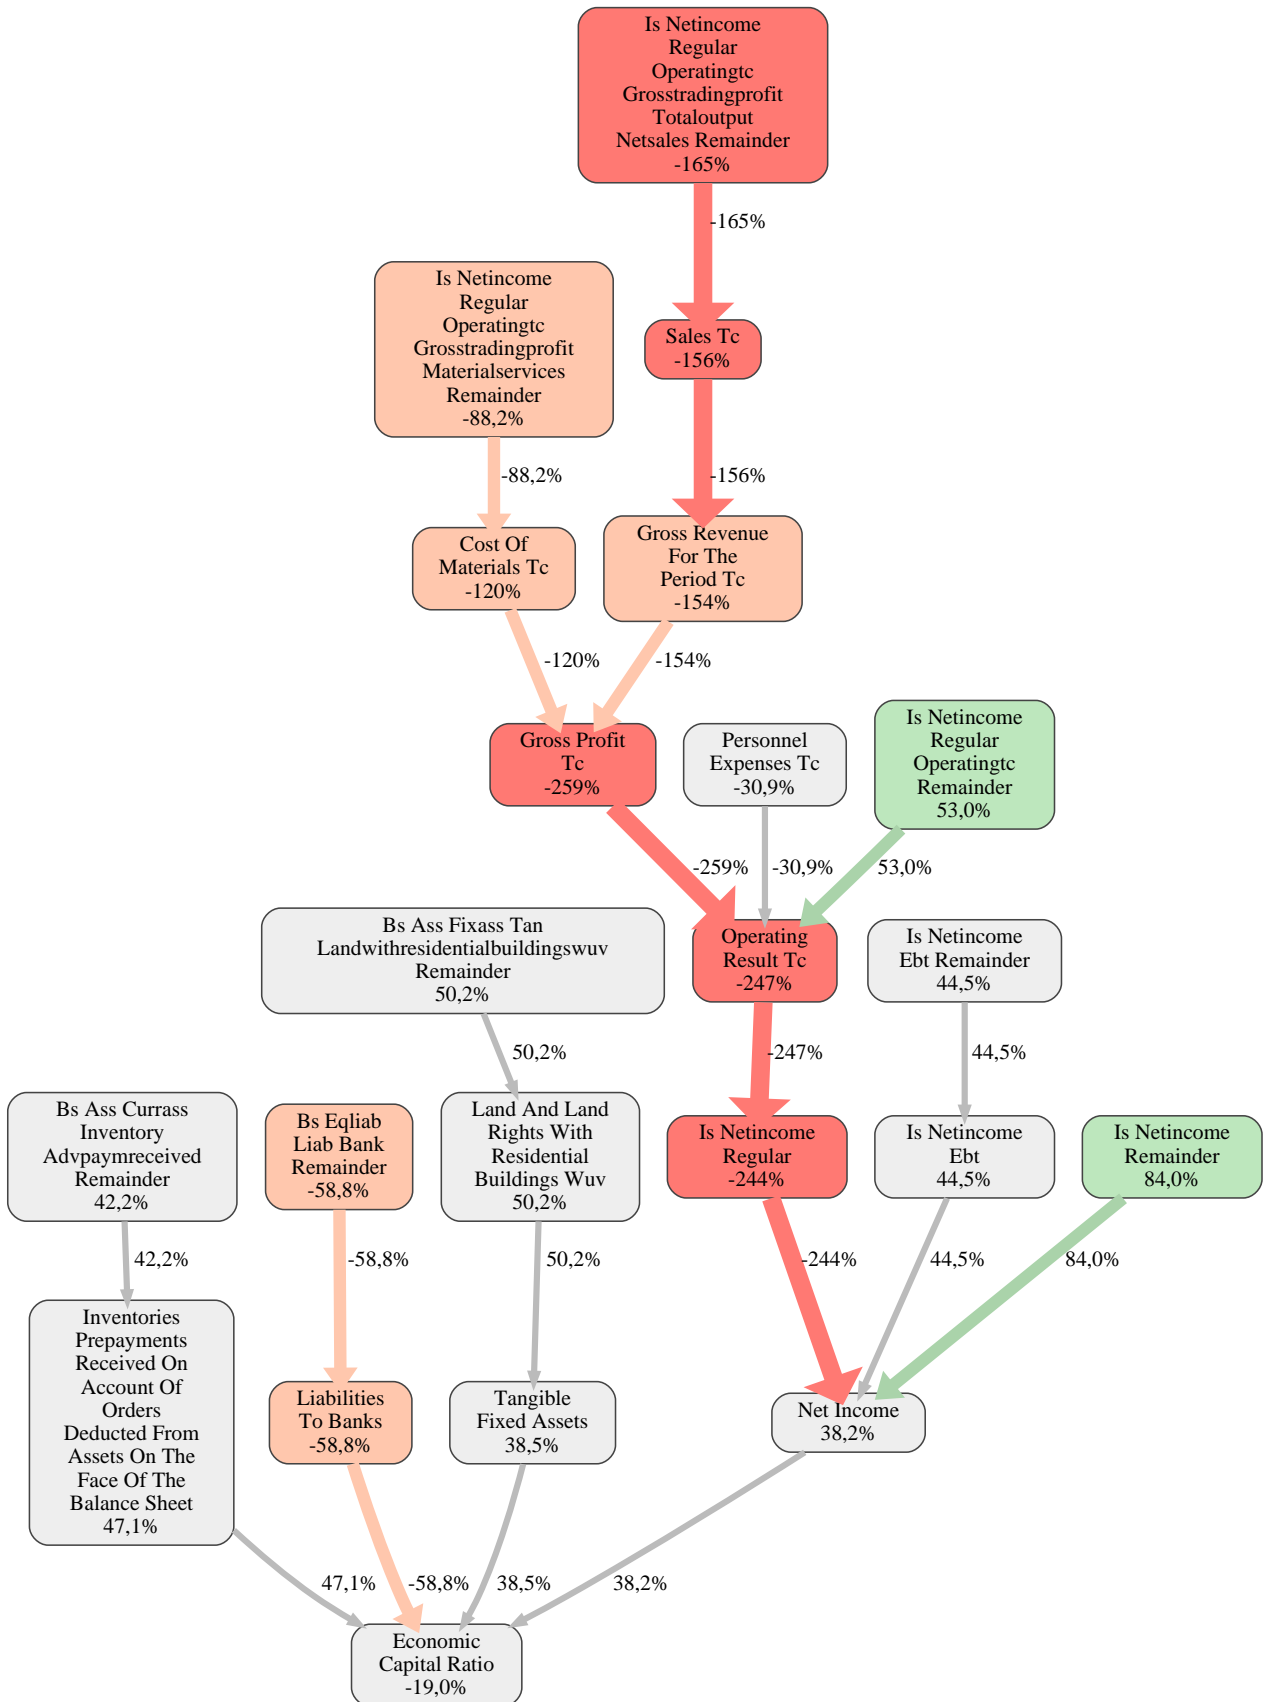 Is Netincome
Regular
Operatingtc
Grosstradingprofit
Totaloutput
Netsales Remainder
-165%
-165%
Is Netincome
Regular
Operatingtc
Grosstradingprofit
Materialservices
Remainder
-88,2%
Sales Tc
-156%
-88,2%
-156%
Cost Of
Materials Tc
-120%
Gross Revenue
For The
Period Tc
-154%
-120%
-154%
Gross Profit
Tc
-259%
Personnel
Expenses Tc
-30,9%
Is Netincome
Regular
Operatingtc
Remainder
53,0%
-259%
-30,9%
53,0%
Bs Ass Fixass Tan
Landwithresidentialbuildingswuv
Remainder
50,2%
Operating
Result Tc
-247%
Is Netincome
Ebt Remainder
44,5%
50,2%
-247%
44,5%
Bs Ass Currass
Inventory
Advpaymreceived
Remainder
42,2%
Bs Eqliab
Liab Bank
Remainder
-58,8%
Land And Land
Rights With
Residential
Buildings Wuv
50,2%
Is Netincome
Regular
-244%
Is Netincome
Ebt
44,5%
Is Netincome
Remainder
84,0%
42,2%
-58,8%
50,2%
-244%
44,5%
84,0%
Inventories
Prepayments
Received On
Account Of
Orders
Deducted From
Assets On The
Face Of The
Balance Sheet
47,1%
Liabilities
To Banks
-58,8%
Tangible
Fixed Assets
38,5%
Net Income
38,2%
47,1%
-58,8%
38,5%
38,2%
Economic
Capital Ratio
-19,0%